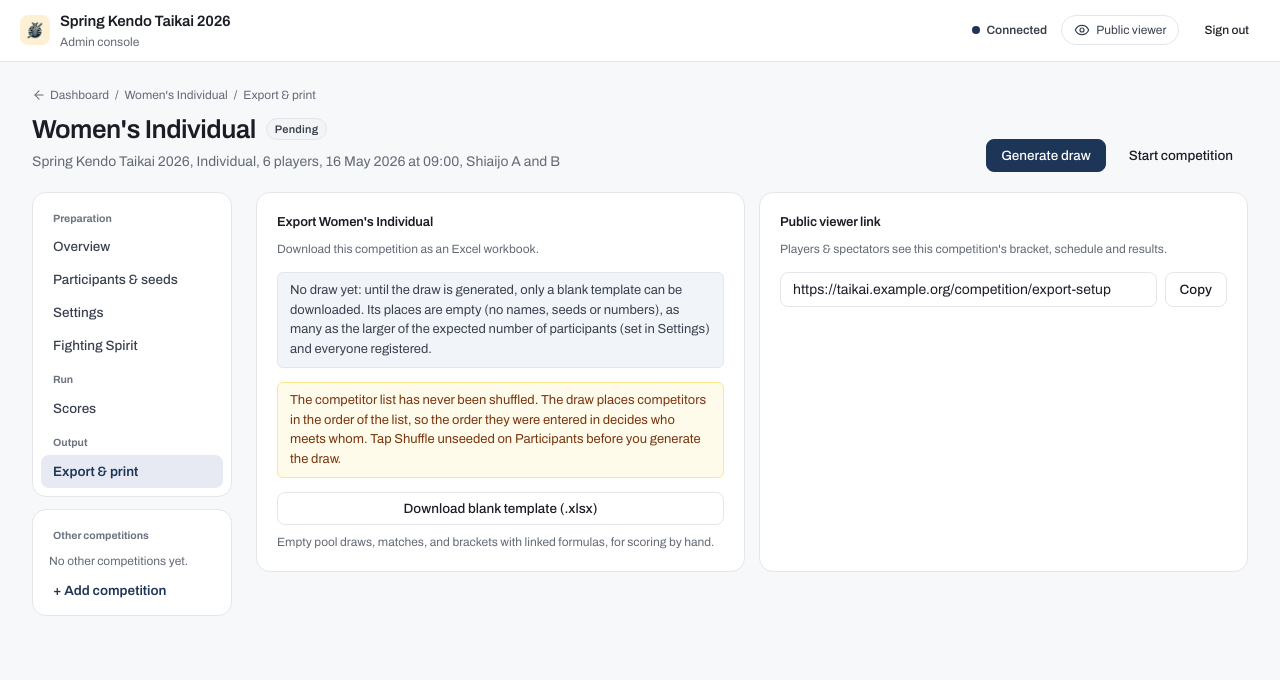 Spring Kendo Taikai 2026
Admin console
Connected
Public viewer
Sign out
Dashboard / Women's Individual / Export & print
Women's Individual
Pending
Spring Kendo Taikai 2026, Individual, 6 players, 16 May 2026 at 09:00, Shiaijo A and B
Generate draw
Start competition
Preparation
Overview
Participants & seeds
Settings
Fighting Spirit
Run
Scores
Output
Export & print
Other competitions
No other competitions yet.
+ Add competition
Export Women's Individual
Download this competition as an Excel workbook.
No draw yet: until the draw is generated, only a blank template can be
downloaded. Its places are empty (no names, seeds or numbers), as
many as the larger of the expected number of participants (set in Settings)
and everyone registered.
The competitor list has never been shuffled. The draw places competitors
in the order of the list, so the order they were entered in decides who
meets whom. Tap Shuffle unseeded on Participants before you generate
the draw.
Download blank template (.xlsx)
Empty pool draws, matches, and brackets with linked formulas, for scoring by hand.
Public viewer link
Players & spectators see this competition's bracket, schedule and results.
https://taikai.example.org/competition/export-setup
Copy